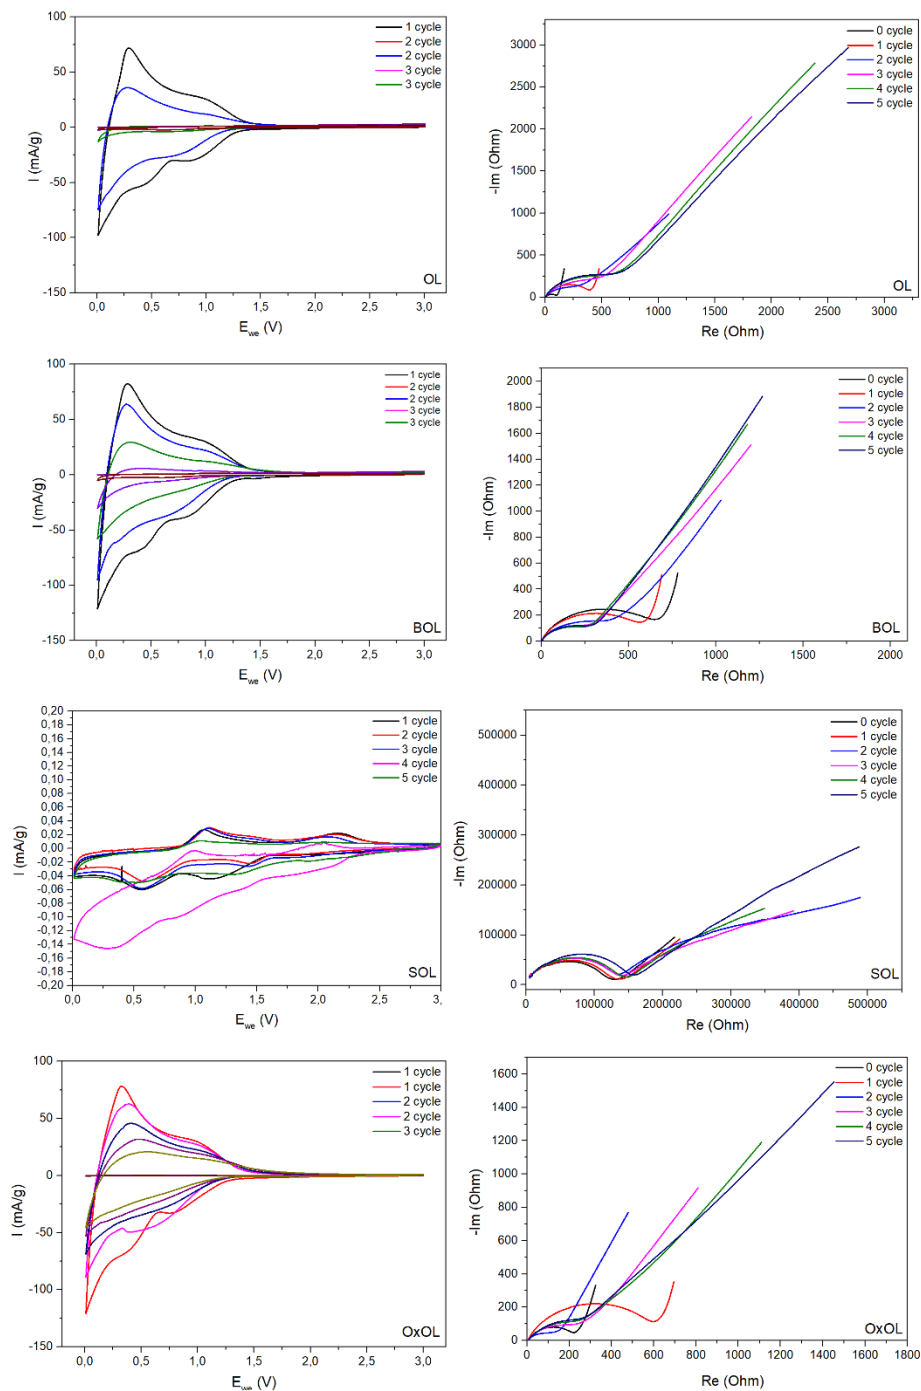 100
50
0
-50
-100
-150
I (mA/g)
1 cycle
2 cycle
2 cycle
3 cycle
3 cycle
OL
0,0 0,5 1,0 1,5 2,0 2,5 3,0
Ewe (V)
3000
2500
2000
1500
1000
500
0
-Im (Ohm)
0 cycle
1 cycle
2 cycle
3 cycle
4 cycle
5 cycle
OL
0 500 1000 1500 2000 2500 3000
Re (Ohm)
100
50
0
-50
-100
-150
I (mA/g)
1 cycle
2 cycle
2 cycle
3 cycle
3 cycle
BOL
0,0 0,5 1,0 1,5 2,0 2,5 3,0
Ewe (V)
2000
1800
1600
1400
1200
1000
800
600
400
200
0
-Im (Ohm)
0 cycle
1 cycle
2 cycle
3 cycle
4 cycle
5 cycle
BOL
0 500 1000 1500 2000
Re (Ohm)
0,20
0,18
0,16
0,14
0,12
0,10
0,08
0,06
0,04
0,02
0,00
-0,02
-0,04
-0,06
-0,08
-0,10
-0,12
-0,14
-0,16
-0,18
-0,20
I (mA/g)
1 cycle
2 cycle
3 cycle
4 cycle
5 cycle
SOL
0,0 0,5 1,0 1,5 2,0 2,5 3,0
Ewe (V)
500000
400000
300000
200000
100000
0
-Im (Ohm)
0 cycle
1 cycle
2 cycle
3 cycle
4 cycle
5 cycle
SOL
0 100000 200000 300000 400000 500000
Re (Ohm)
100
50
0
-50
-100
-150
I (mA/g)
1 cycle
1 cycle
2 cycle
2 cycle
3 cycle
OxOL
0,0 0,5 1,0 1,5 2,0 2,5 3,0
Ewe (V)
1600
1400
1200
1000
800
600
400
200
0
-Im (Ohm)
0 cycle
1 cycle
2 cycle
3 cycle
4 cycle
5 cycle
OxOL
0 200 400 600 800 1000 1200 1400 1600 1800
Re (Ohm)